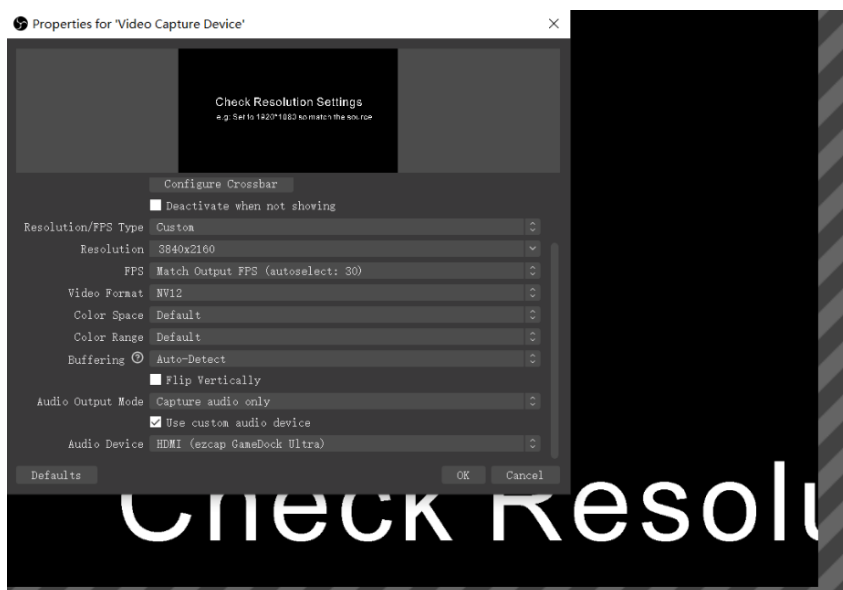 Properties for 'Video Capture Device'
Check Resolution Settings
e.g: Set to 1920*1080 so match the source
Configure Crossbar
Deactivate when not showing
Resolution/FPS Type Custom
Resolution 3840x2160
FPS Match Output FPS (autoselect: 30)
Video Format NV12
Color Space Default
Color Range Default
Buffering ? Auto-Detect
Flip Vertically
Audio Output Mode Capture audio only
Use custom audio device
Audio Device HDMI (ezcap GameDock Ultra)
Defaults OK Cancel
Check Resolu